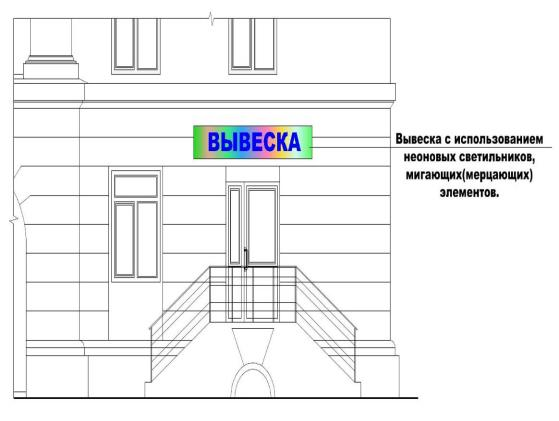 ВЫВЕСКА
Вывеска с использованием
неоновых светильников,
мигающих(мерцающих)
элементов.